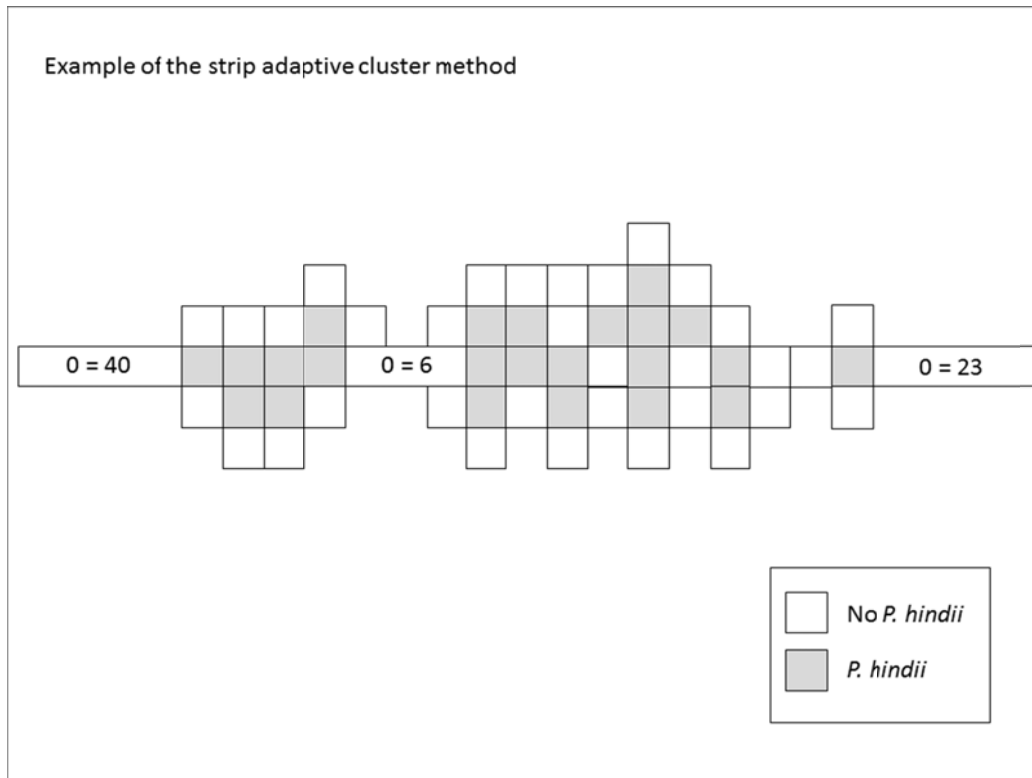 Example of the strip adaptive cluster method
0 = 40
0 = 6
0 = 23
No P. hindii
P. hindii